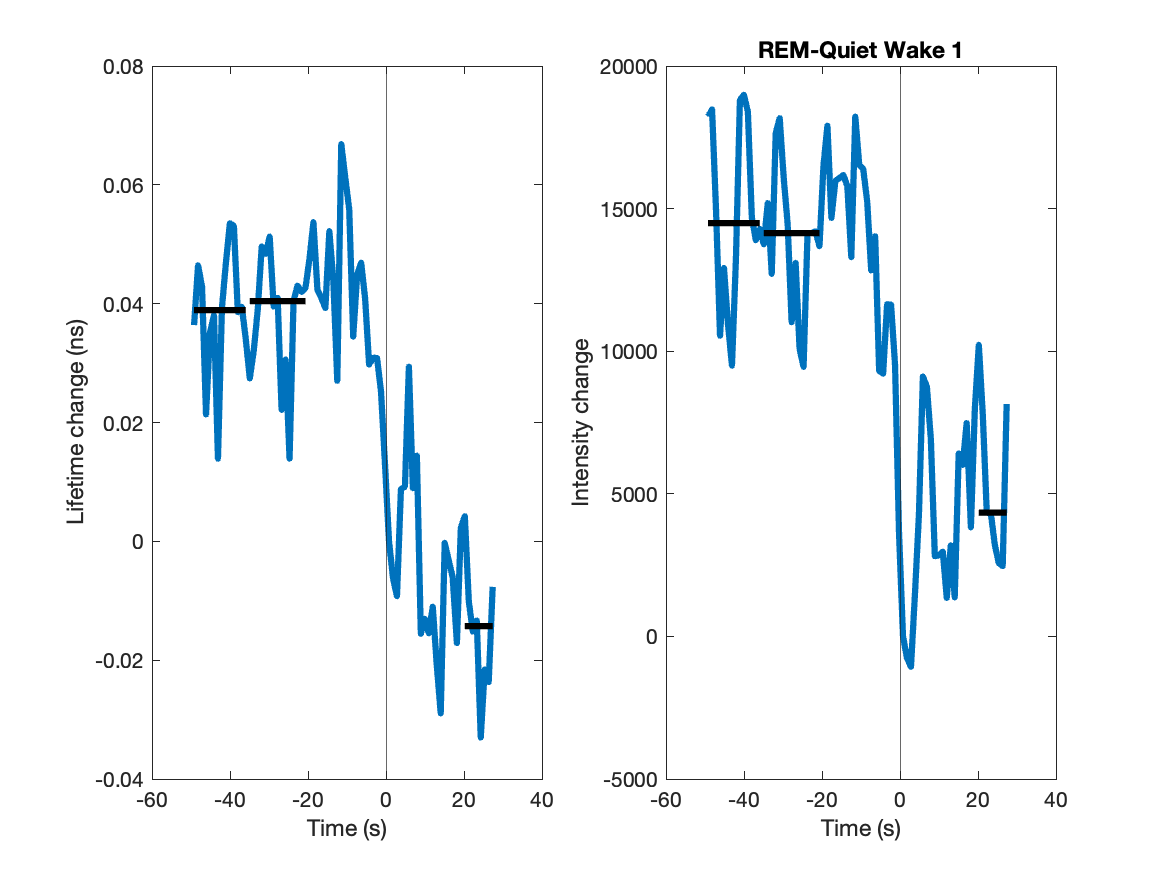 REM-Quiet Wake 1
0.08
0.06
0.04
0.02
0
-0.02
-0.04
Lifetime change (ns)
-60 -40 -20 0 20 40
Time (s)
20000
15000
10000
5000
0
-5000
Intensity change
-60 -40 -20 0 20 40
Time (s)